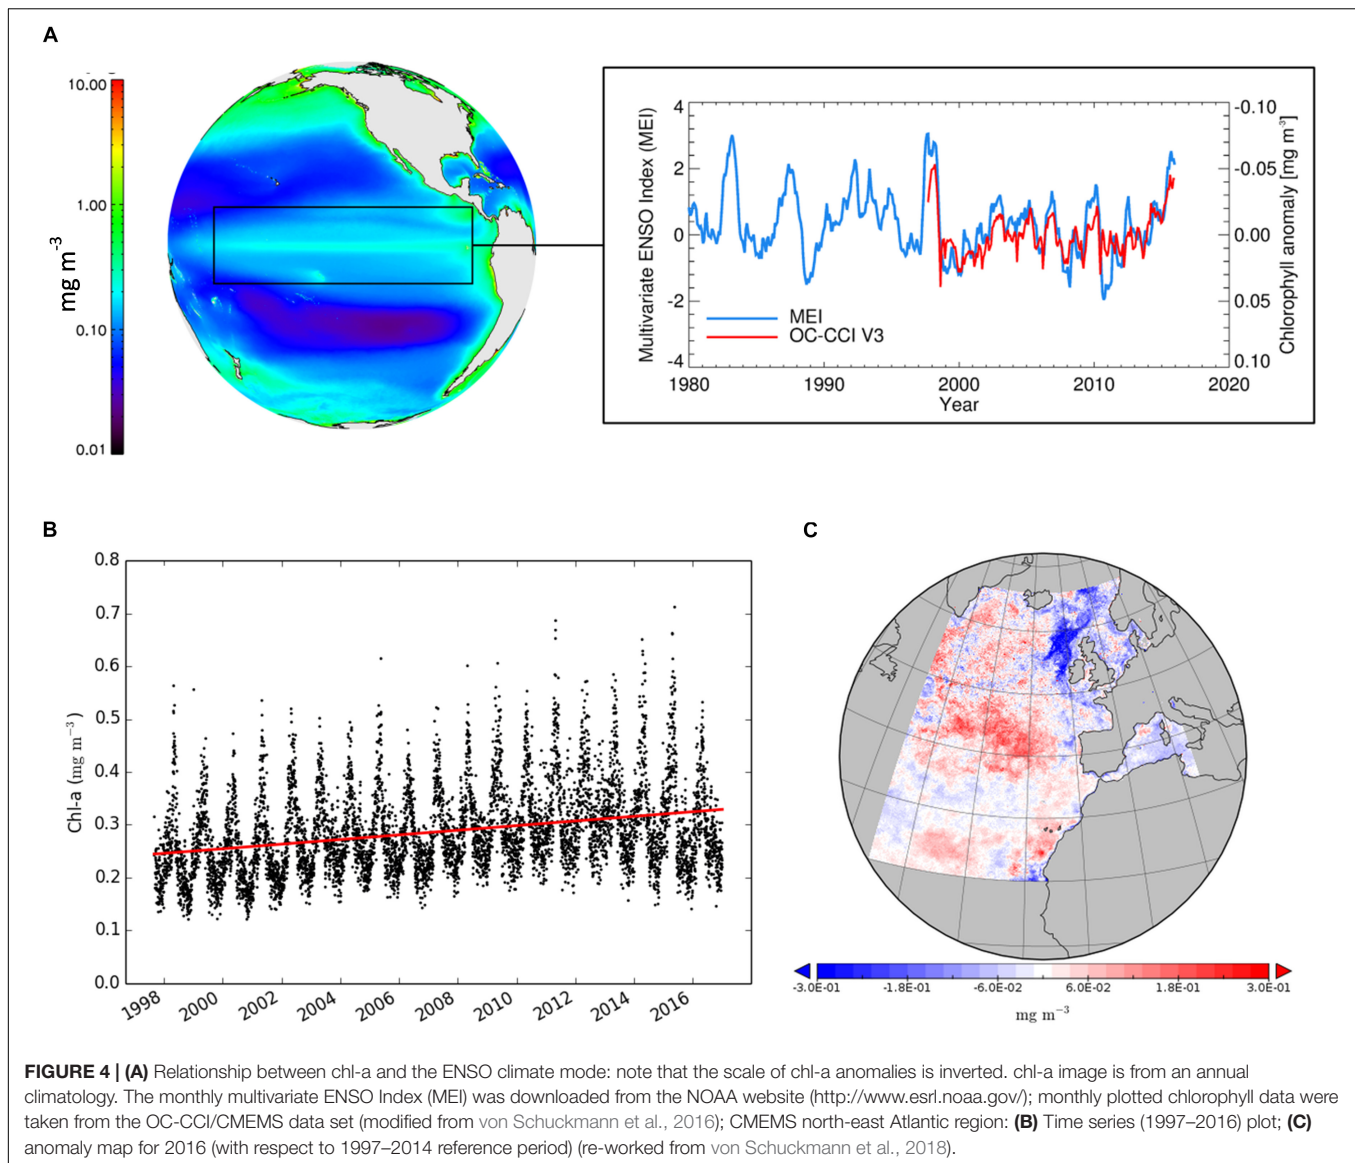 A
10.00
1.00
0.10
0.01
mg m⁻³
4
2
0
-2
-4
Multivariate ENSO Index (MEI)
-0.10
-0.05
0.00
0.05
0.10
Chlorophyll anomaly [mg m⁻³]
MEI
OC-CCI V3
1980 1990 2000 2010 2020
Year
B
0.8
0.7
0.6
0.5
0.4
0.3
0.2
0.1
0.0
Chl-a (mg m⁻³)
1998 2000 2002 2004 2006 2008 2010 2012 2014 2016
C
-3.0E-01 -1.8E-01 -6.0E-02 6.0E-02 1.8E-01 3.0E-01
mg m⁻³
FIGURE 4 | (A) Relationship between chl-a and the ENSO climate mode: note that the scale of chl-a anomalies is inverted. chl-a image is from an annual
climatology. The monthly multivariate ENSO Index (MEI) was downloaded from the NOAA website (http://www.esrl.noaa.gov/); monthly plotted chlorophyll data were
taken from the OC-CCI/CMEMS data set (modified from von Schuckmann et al., 2016); CMEMS north-east Atlantic region: (B) Time series (1997–2016) plot; (C)
anomaly map for 2016 (with respect to 1997–2014 reference period) (re-worked from von Schuckmann et al., 2018).